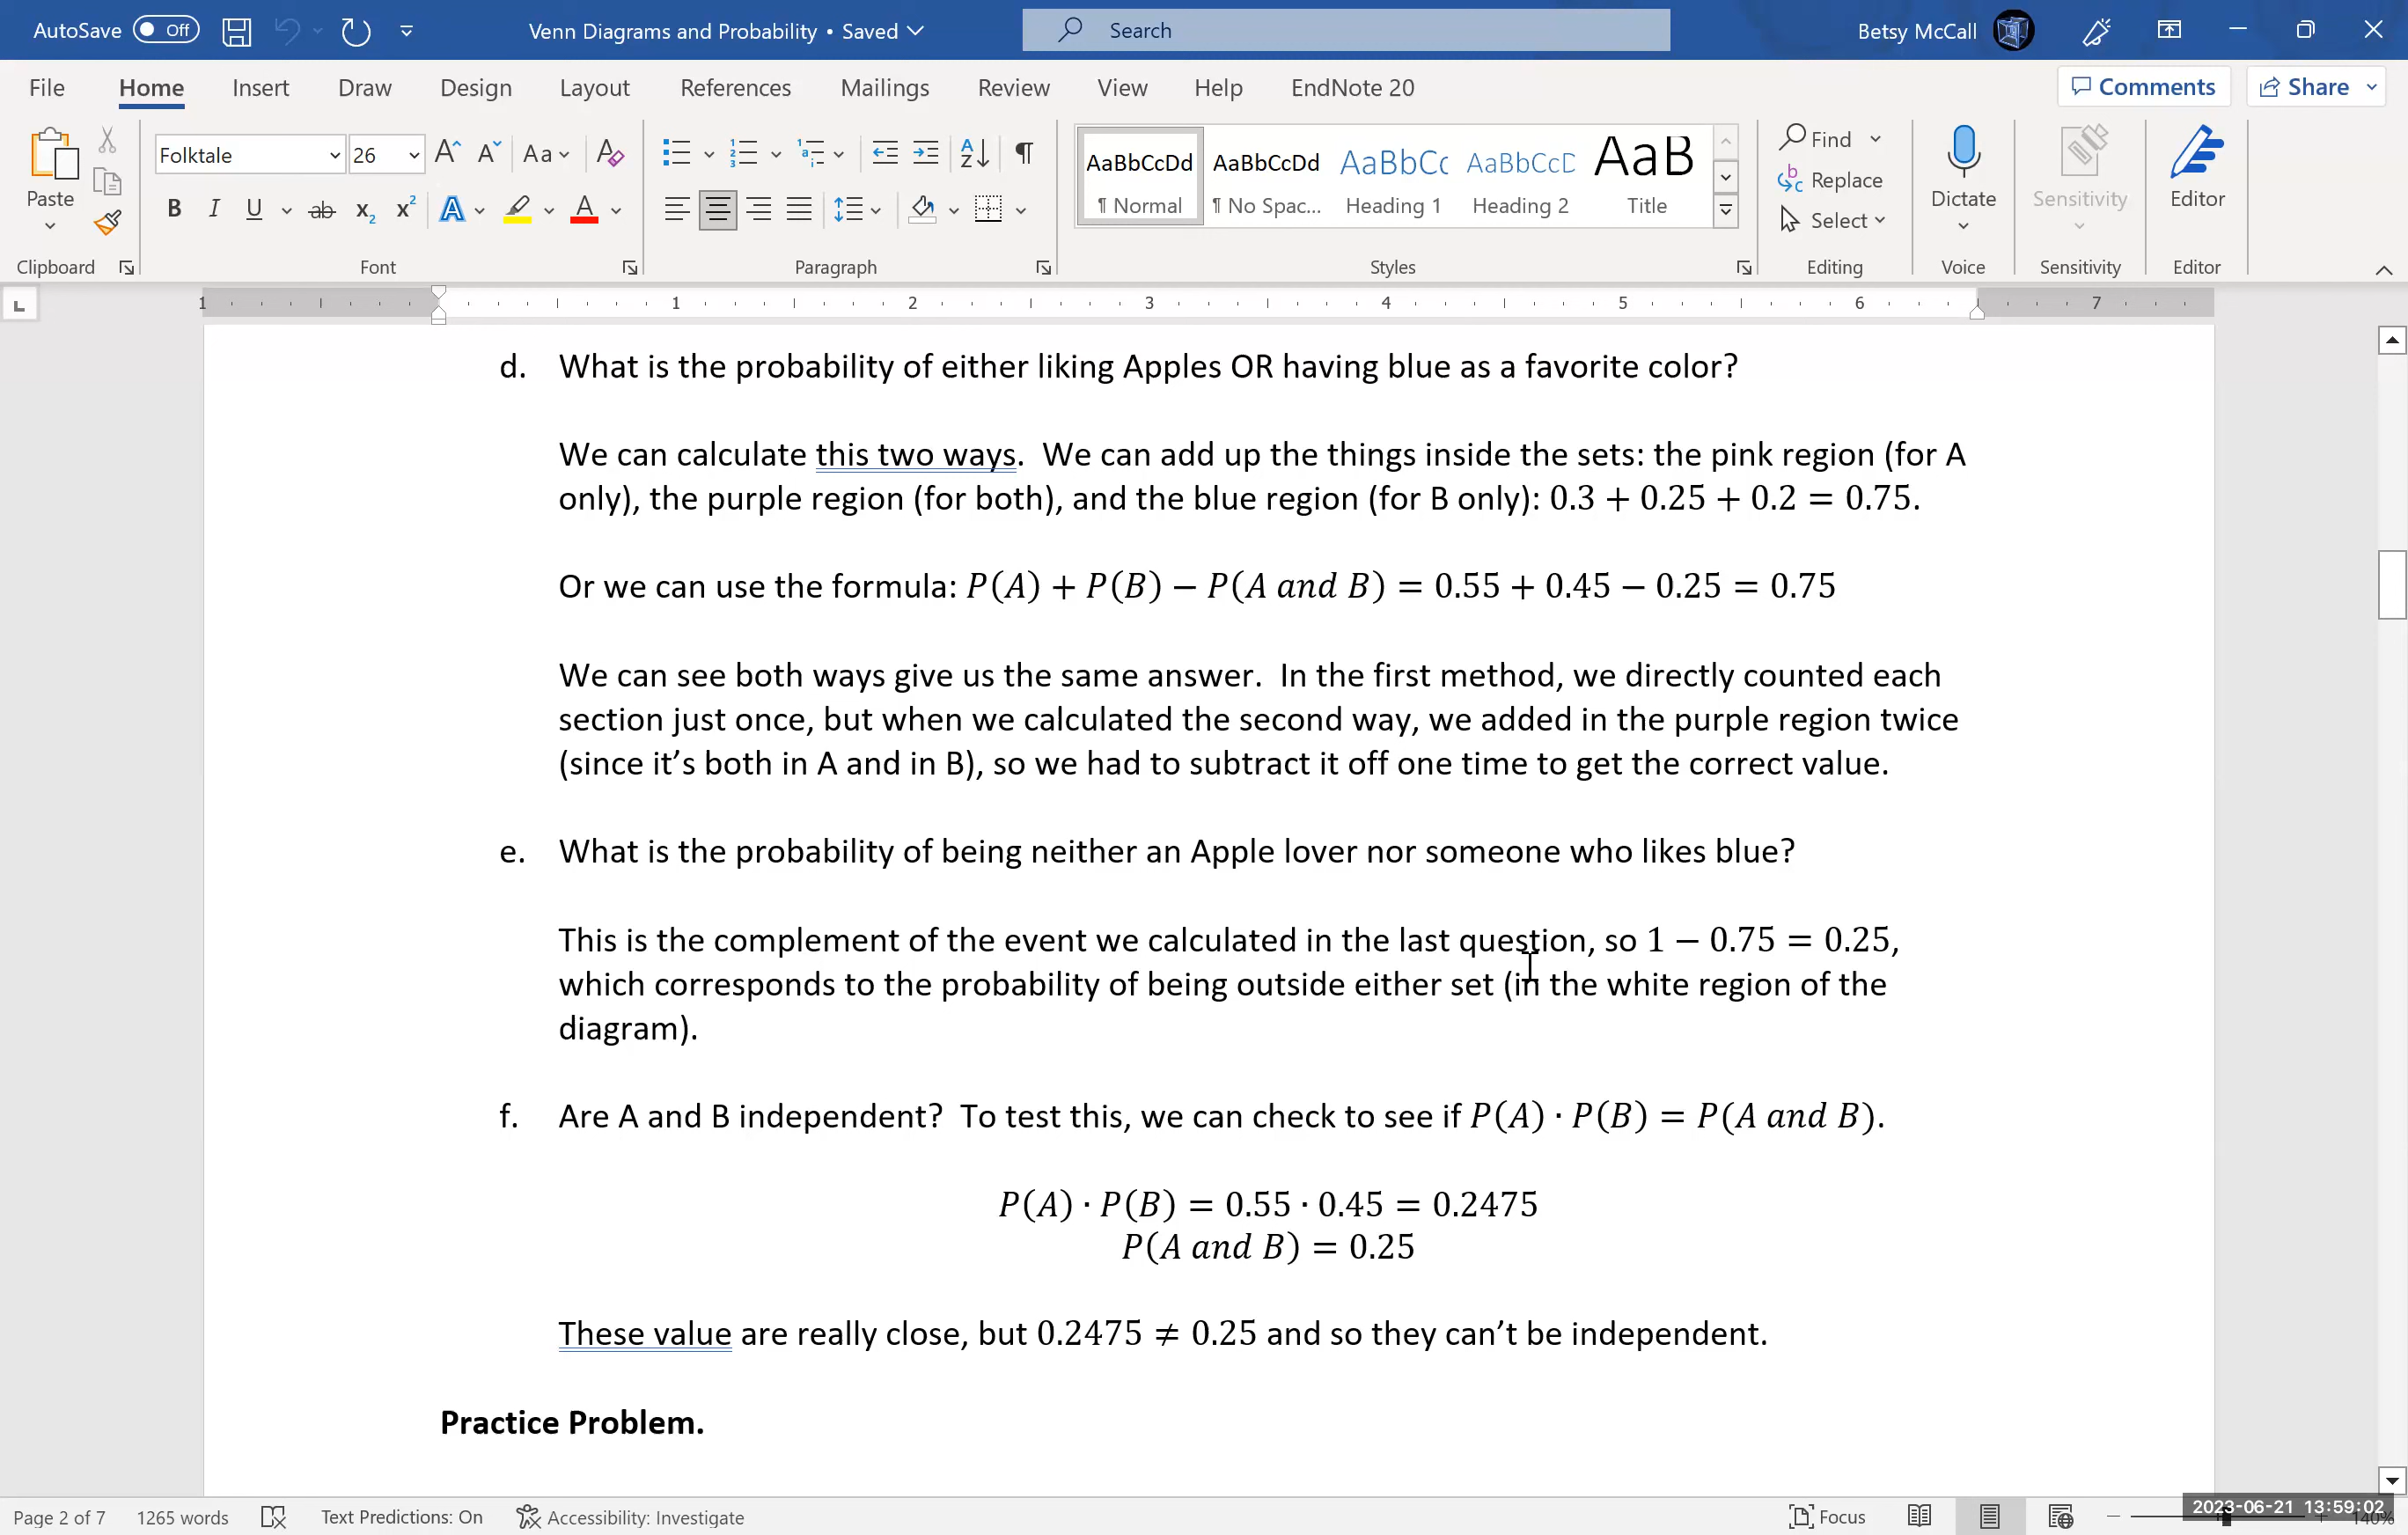 AutoSave Off Venn Diagrams and Probability • Saved Search Betsy McCall
File Home Insert Draw Design Layout References Mailings Review View Help EndNote 20 Comments Share
Paste Folktale 26 A A Aa A AaBbCcDd AaBbCcDd AaBbCc AaBbCcD AaB Find Replace Select Dictate Sensitivity Editor
B I U ab x₂ x² A A ¶ Normal ¶ No Spac... Heading 1 Heading 2 Title
Clipboard Font Paragraph Styles Editing Voice Sensitivity Editor
1 1 2 3 4 5 6 7
d. What is the probability of either liking Apples OR having blue as a favorite color?
We can calculate this two ways. We can add up the things inside the sets: the pink region (for A
only), the purple region (for both), and the blue region (for B only): 0.3 + 0.25 + 0.2 = 0.75.
Or we can use the formula: P(A) + P(B) − P(A and B) = 0.55 + 0.45 − 0.25 = 0.75
We can see both ways give us the same answer. In the first method, we directly counted each
section just once, but when we calculated the second way, we added in the purple region twice
(since it's both in A and in B), so we had to subtract it off one time to get the correct value.
e. What is the probability of being neither an Apple lover nor someone who likes blue?
This is the complement of the event we calculated in the last question, so 1 − 0.75 = 0.25,
which corresponds to the probability of being outside either set (in the white region of the
diagram).
f. Are A and B independent? To test this, we can check to see if P(A) · P(B) = P(A and B).
P(A) · P(B) = 0.55 · 0.45 = 0.2475
P(A and B) = 0.25
These value are really close, but 0.2475 ≠ 0.25 and so they can't be independent.
Practice Problem.
Page 2 of 7 1265 words Text Predictions: On Accessibility: Investigate Focus 140%
2023-06-21 13:59:02